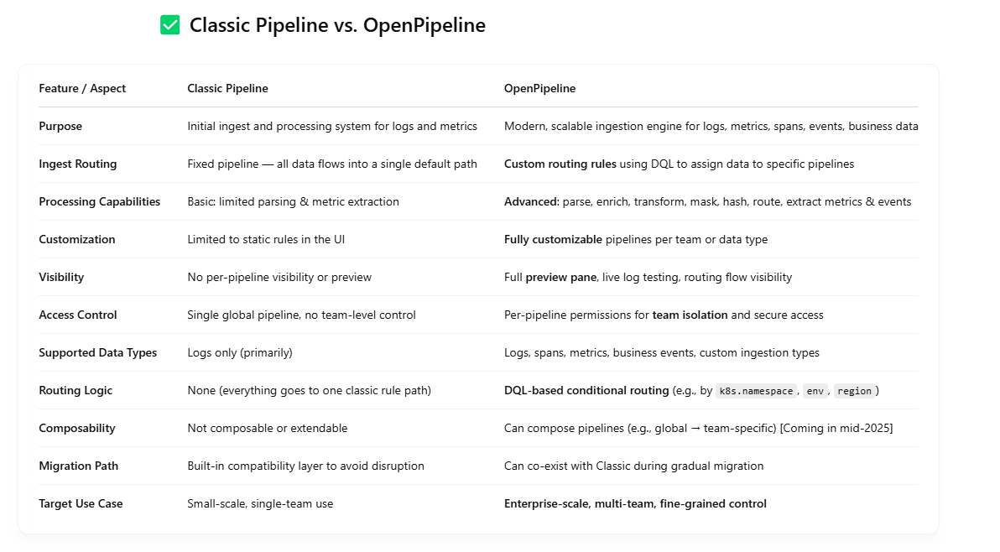 ✅ Classic Pipeline vs. OpenPipeline
Feature / Aspect Classic Pipeline OpenPipeline
Purpose Initial ingest and processing system for logs and metrics Modern, scalable ingestion engine for logs, metrics, spans, events, business data
Ingest Routing Fixed pipeline — all data flows into a single default path Custom routing rules using DQL to assign data to specific pipelines
Processing Capabilities Basic: limited parsing & metric extraction Advanced: parse, enrich, transform, mask, hash, route, extract metrics & events
Customization Limited to static rules in the UI Fully customizable pipelines per team or data type
Visibility No per-pipeline visibility or preview Full preview pane, live log testing, routing flow visibility
Access Control Single global pipeline, no team-level control Per-pipeline permissions for team isolation and secure access
Supported Data Types Logs only (primarily) Logs, spans, metrics, business events, custom ingestion types
Routing Logic None (everything goes to one classic rule path) DQL-based conditional routing (e.g., by k8s.namespace, env, region)
Composability Not composable or extendable Can compose pipelines (e.g., global → team-specific) [Coming in mid-2025]
Migration Path Built-in compatibility layer to avoid disruption Can co-exist with Classic during gradual migration
Target Use Case Small-scale, single-team use Enterprise-scale, multi-team, fine-grained control